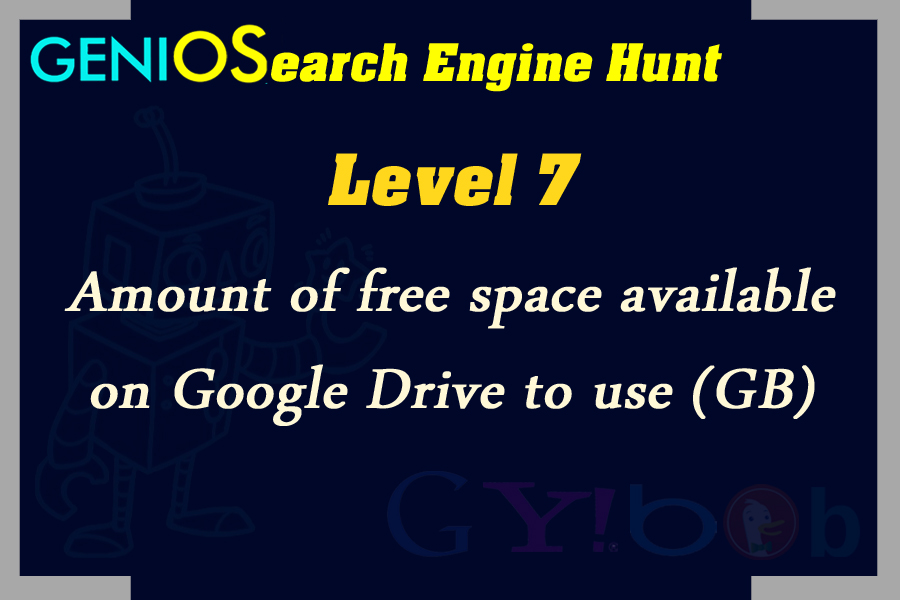 GENIOSearch Engine Hunt
Level 7
Amount of free space available
on Google Drive to use (GB)
G Y! b b